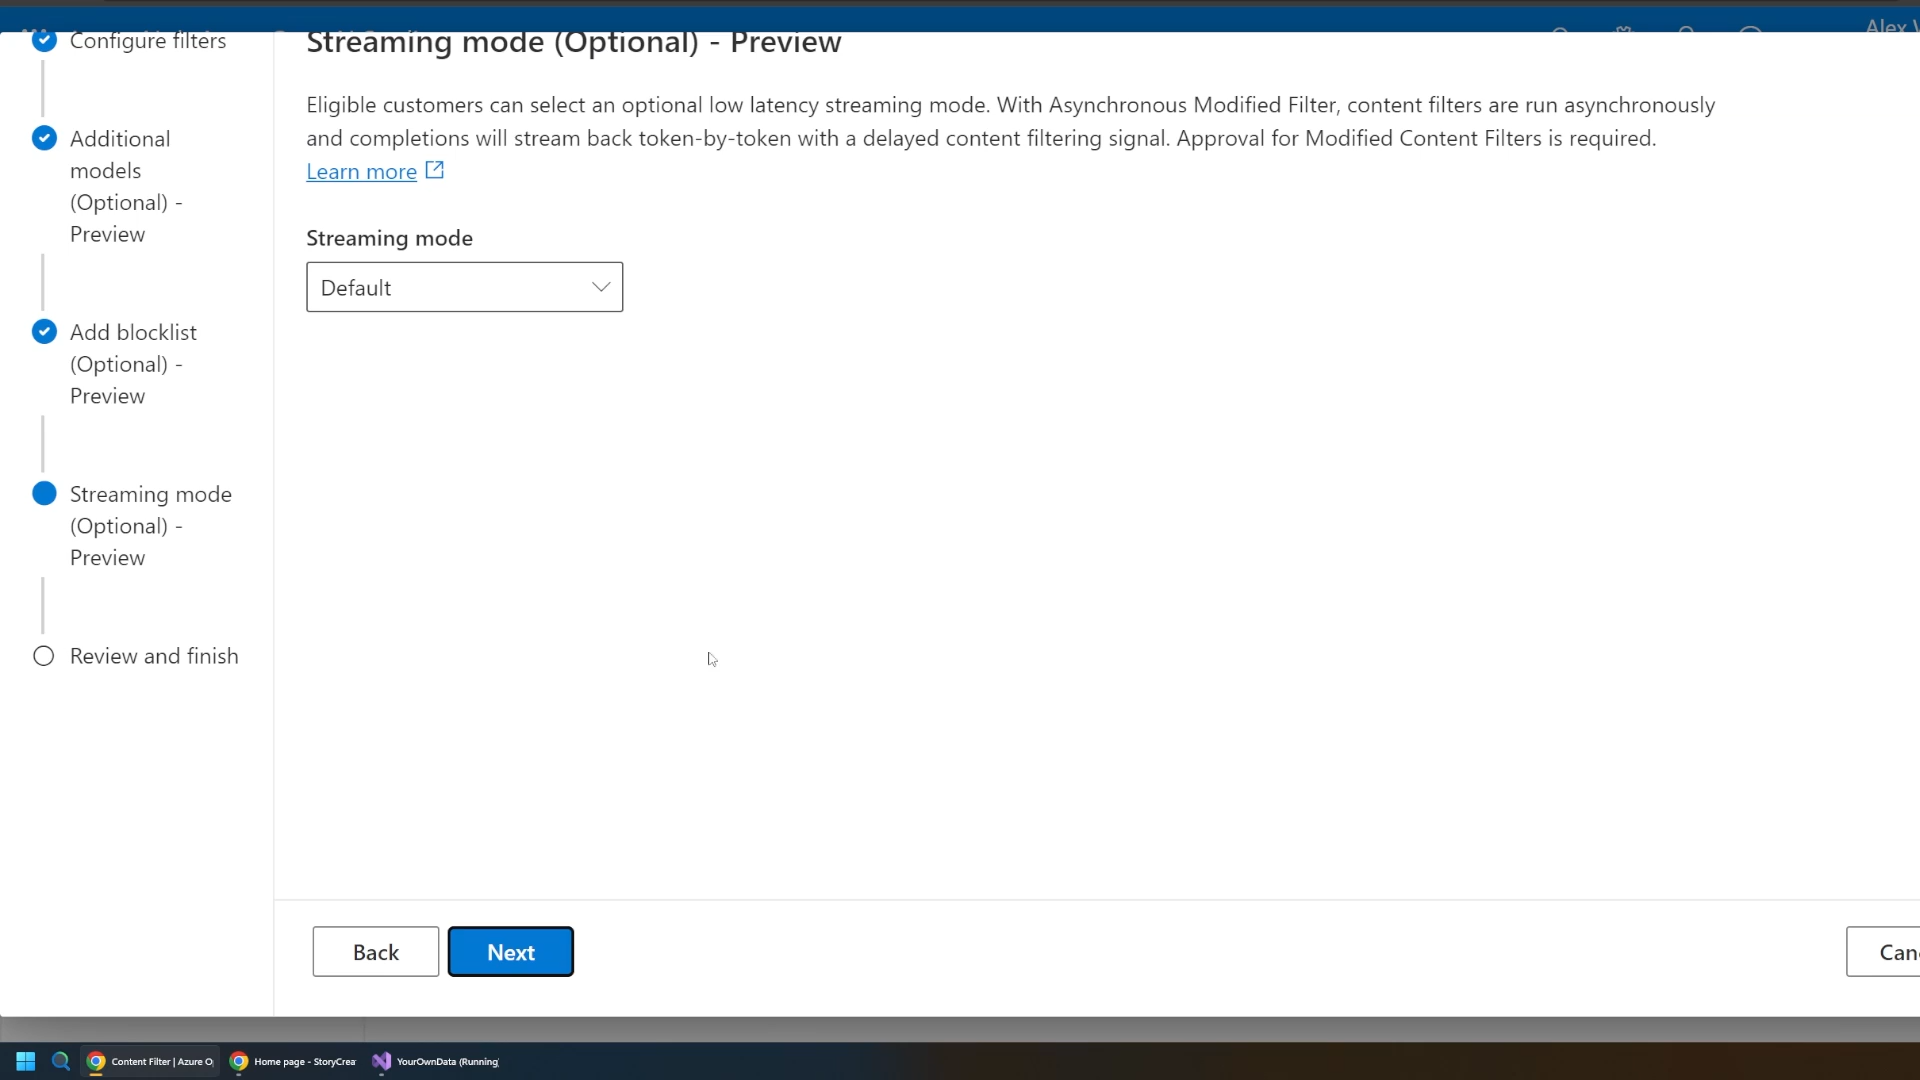 Alex
Configure filters
Additional
models
(Optional) -
Preview
Add blocklist
(Optional) -
Preview
Streaming mode
(Optional) -
Preview
Review and finish
Streaming mode (Optional) - Preview
Eligible customers can select an optional low latency streaming mode. With Asynchronous Modified Filter, content filters are run asynchronously
and completions will stream back token-by-token with a delayed content filtering signal. Approval for Modified Content Filters is required.
Learn more
Streaming mode
Default
Back
Next
Can
Content Filter | Azure O
Home page - StoryCrea
YourOwnData (Running)